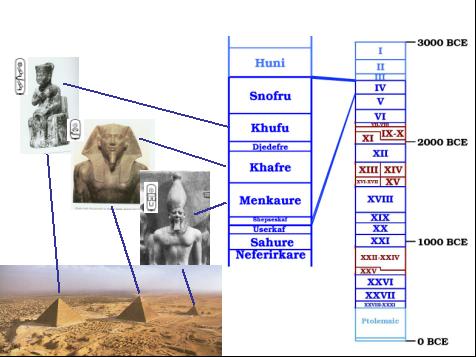 Huni
Snofru
Khufu
Djedefre
Khafre
Menkaure
Shepseskaf
Userkaf
Sahure
Neferirkare
3000 BCE
I
II
III
IV
V
VI
VII-VIII
XI IX-X
2000 BCE
XII
XIII XIV
XVI-XVII XV
XVIII
XIX
XX
XXI
1000 BCE
XXII-XXIV
XXV
XXVI
XXVII
XXVIII-XXXI
Ptolemaic
0 BCE